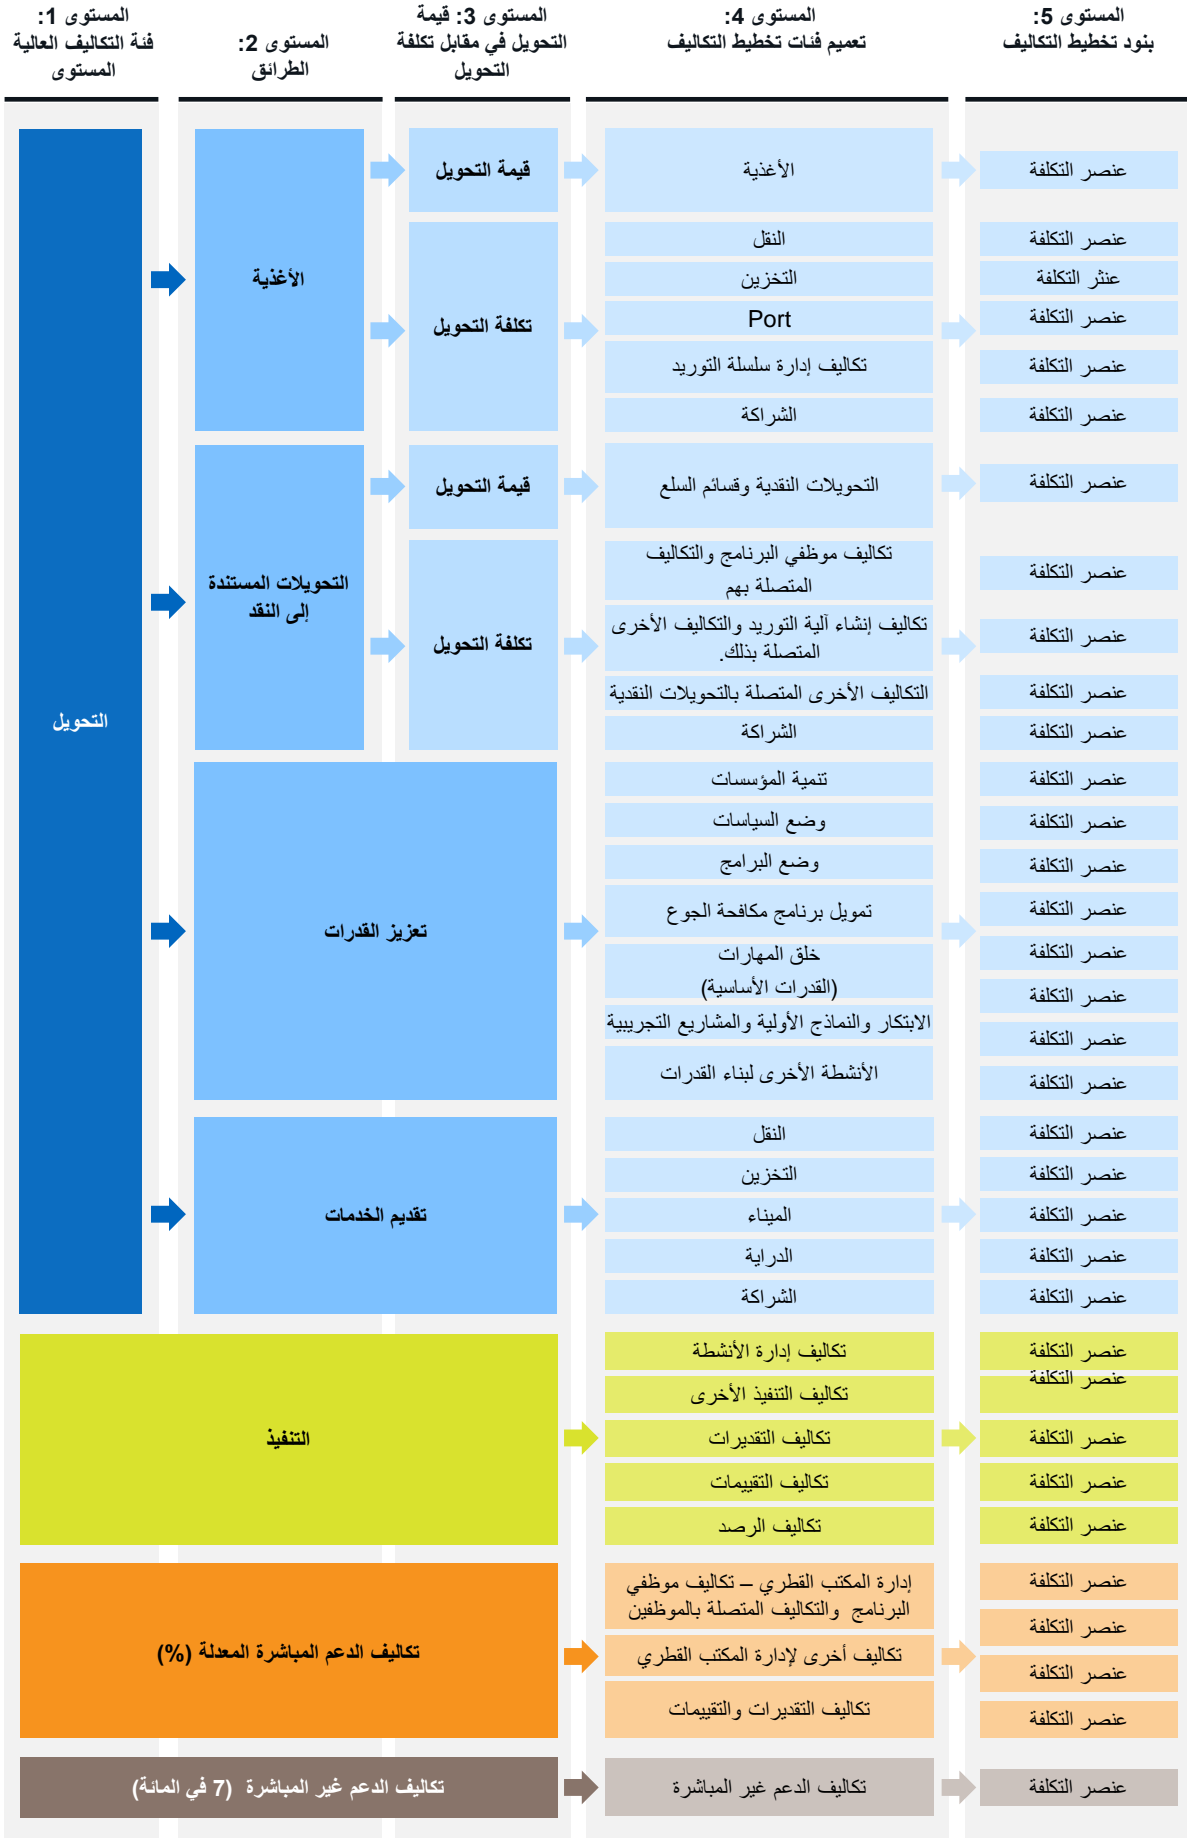 المستوى 1:
فئة التكاليف العالية
المستوى
المستوى 2:
الطرائق
المستوى 3: قيمة
التحويل في مقابل تكلفة
التحويل
المستوى 4:
تعميم فئات تخطيط التكاليف
المستوى 5:
بنود تخطيط التكاليف
التحويل
الأغذية
قيمة التحويل
الأغذية
عنصر التكلفة
تكلفة التحويل
النقل
عنصر التكلفة
التخزين
عنثر التكلفة
Port
عنصر التكلفة
تكاليف إدارة سلسلة التوريد
عنصر التكلفة
الشراكة
عنصر التكلفة
التحويلات المستندة
إلى النقد
قيمة التحويل
التحويلات النقدية وقسائم السلع
عنصر التكلفة
تكلفة التحويل
تكاليف موظفي البرنامج والتكاليف
المتصلة بهم
عنصر التكلفة
تكاليف إنشاء آلية التوريد والتكاليف الأخرى
المتصلة بذلك.
عنصر التكلفة
التكاليف الأخرى المتصلة بالتحويلات النقدية
عنصر التكلفة
الشراكة
عنصر التكلفة
تعزيز القدرات
تنمية المؤسسات
عنصر التكلفة
وضع السياسات
عنصر التكلفة
وضع البرامج
عنصر التكلفة
تمويل برنامج مكافحة الجوع
عنصر التكلفة
خلق المهارات
(القدرات الأساسية)
عنصر التكلفة
عنصر التكلفة
الابتكار والنماذج الأولية والمشاريع التجريبية
عنصر التكلفة
الأنشطة الأخرى لبناء القدرات
عنصر التكلفة
تقديم الخدمات
النقل
عنصر التكلفة
التخزين
عنصر التكلفة
الميناء
عنصر التكلفة
الدراية
عنصر التكلفة
الشراكة
عنصر التكلفة
التنفيذ
تكاليف إدارة الأنشطة
عنصر التكلفة
تكاليف التنفيذ الأخرى
عنصر التكلفة
تكاليف التقديرات
عنصر التكلفة
تكاليف التقييمات
عنصر التكلفة
تكاليف الرصد
عنصر التكلفة
تكاليف الدعم المباشرة المعدلة (%)
إدارة المكتب القطري – تكاليف موظفي
البرنامج والتكاليف المتصلة بالموظفين
عنصر التكلفة
عنصر التكلفة
تكاليف أخرى لإدارة المكتب القطري
عنصر التكلفة
تكاليف التقديرات والتقييمات
عنصر التكلفة
تكاليف الدعم غير المباشرة (7 في المائة)
تكاليف الدعم غير المباشرة
عنصر التكلفة